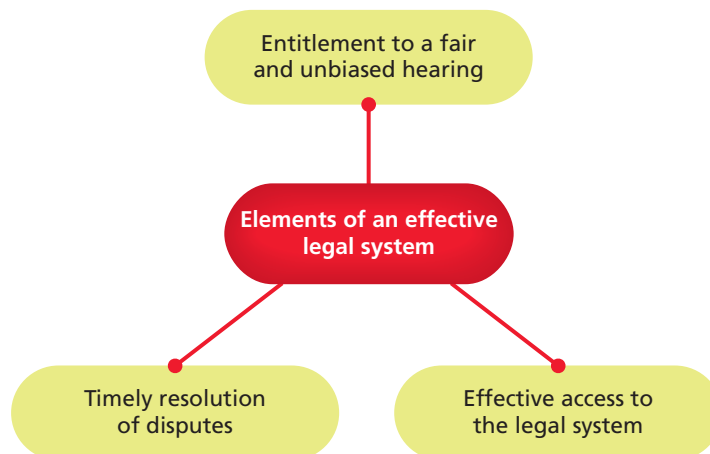 Entitlement to a fair
and unbiased hearing
Elements of an effective
legal system
Timely resolution
of disputes
Effective access to
the legal system